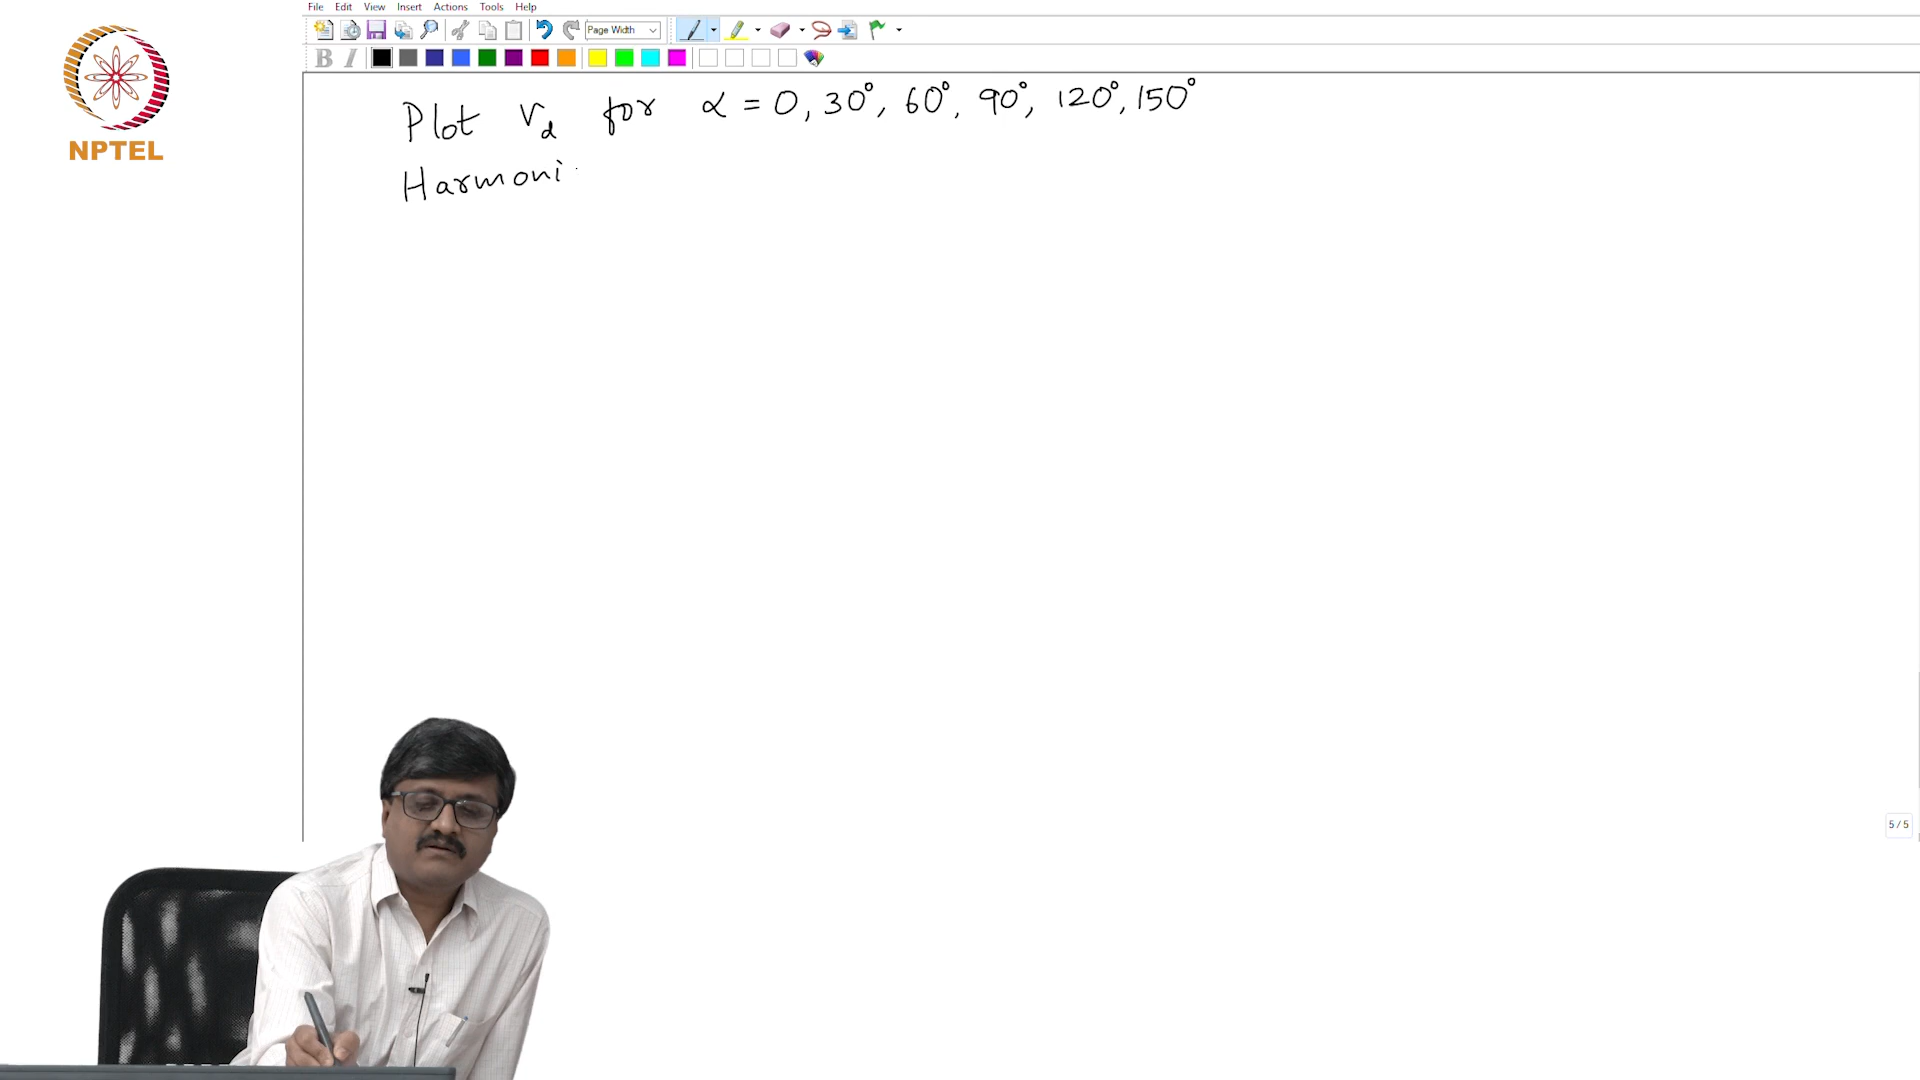 File Edit View Insert Actions Tools Help
Page Width
B I
NPTEL
Plot Vd for α = 0, 30°, 60°, 90°, 120°, 150°
Harmoni
5 / 5